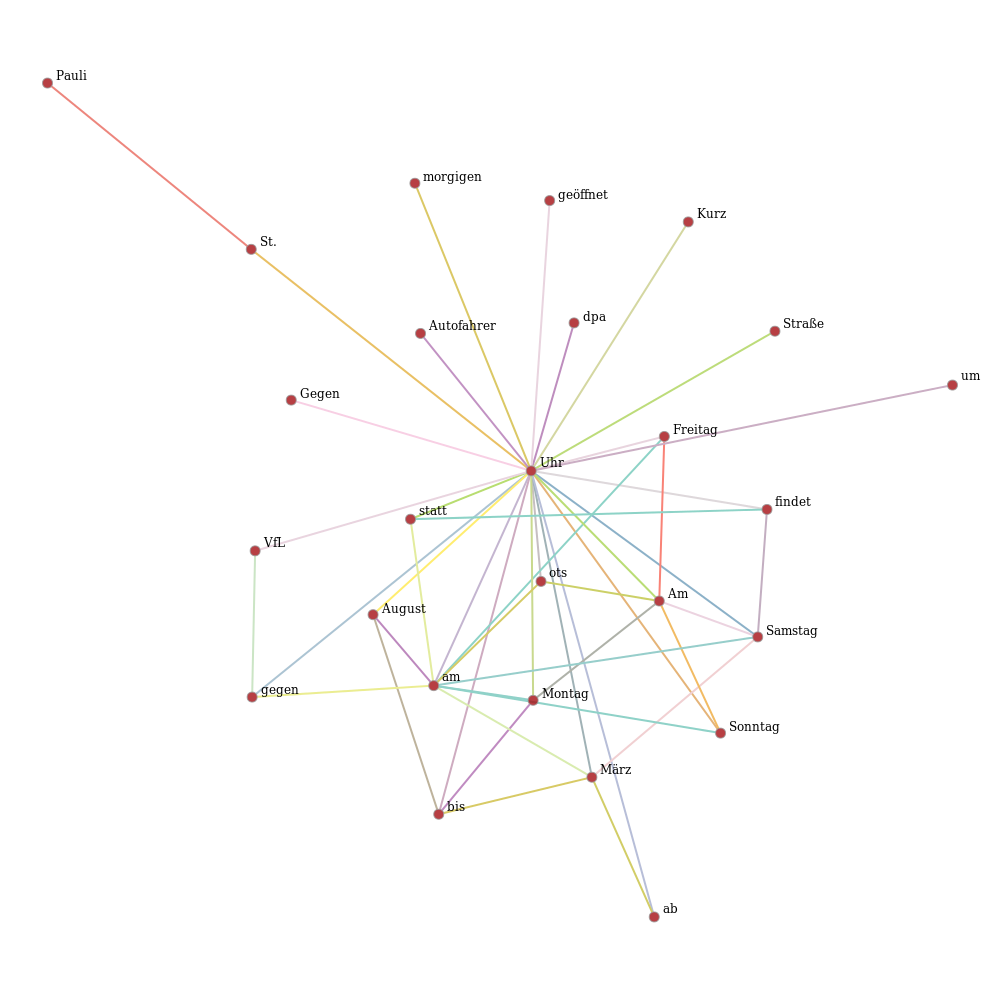 Pauli
morgigen
geöffnet
Kurz
St.
Autofahrer
dpa
Straße
um
Gegen
Freitag
Uhr
findet
statt
VfL
ots
Am
August
Samstag
am
gegen
Montag
Sonntag
März
bis
ab